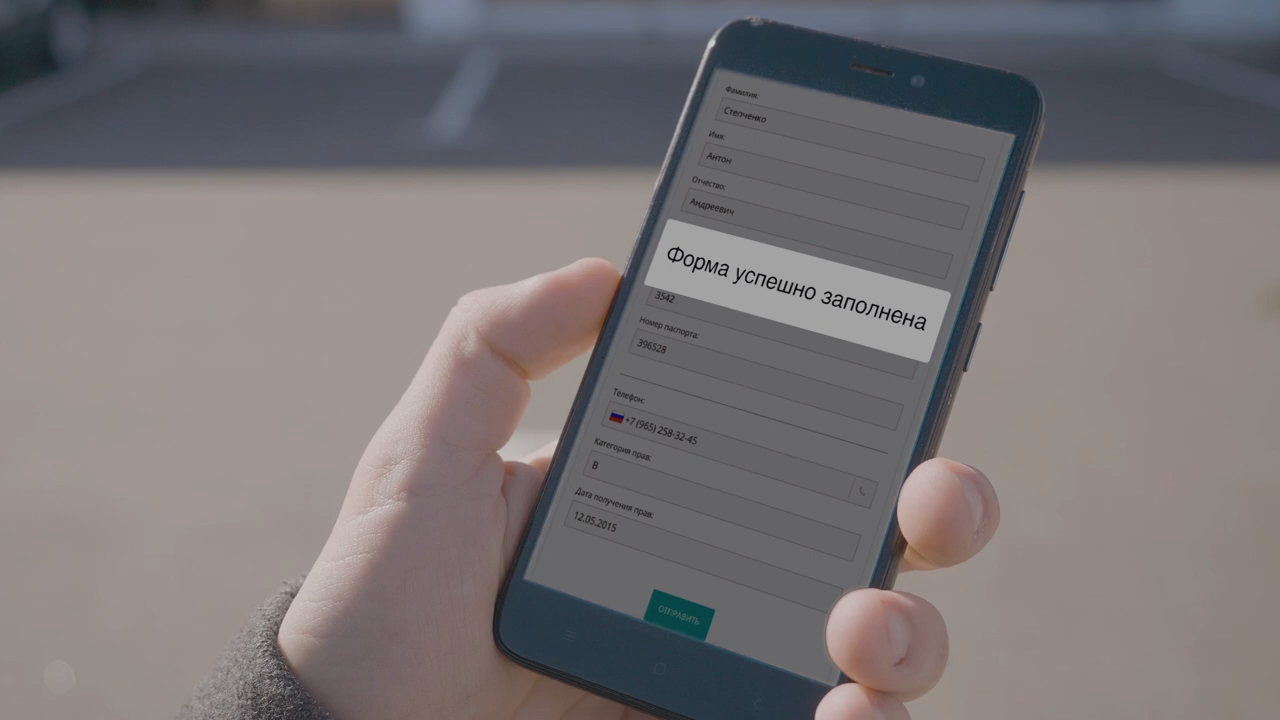 Фамилия:
Степченко
Имя:
Антон
Отчество:
Андреевич
Форма успешно заполнена
3542
Номер паспорта:
396528
Телефон:
+7 (965) 258-32-45
Категория прав:
B
Дата получения прав:
12.05.2015
ОТПРАВИТЬ